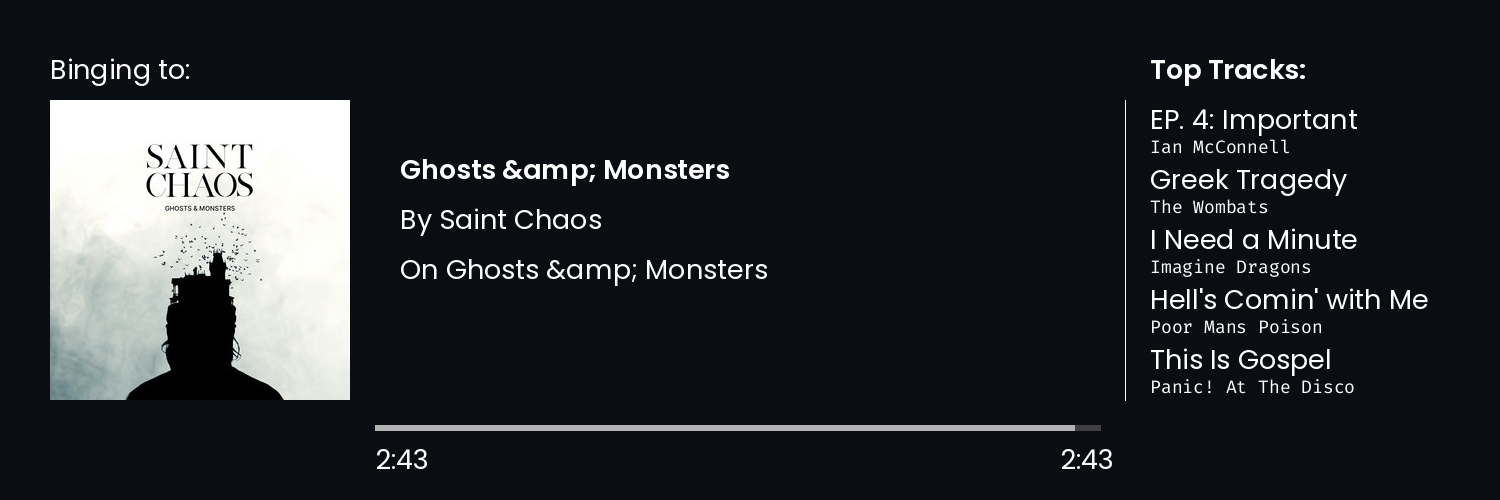 Binging to:
SAINT
CHAOS
GHOSTS & MONSTERS
Ghosts &amp; Monsters
By Saint Chaos
On Ghosts &amp; Monsters
2:43
2:43
Top Tracks:
EP. 4: Important
Ian McConnell
Greek Tragedy
The Wombats
I Need a Minute
Imagine Dragons
Hell's Comin' with Me
Poor Mans Poison
This Is Gospel
Panic! At The Disco